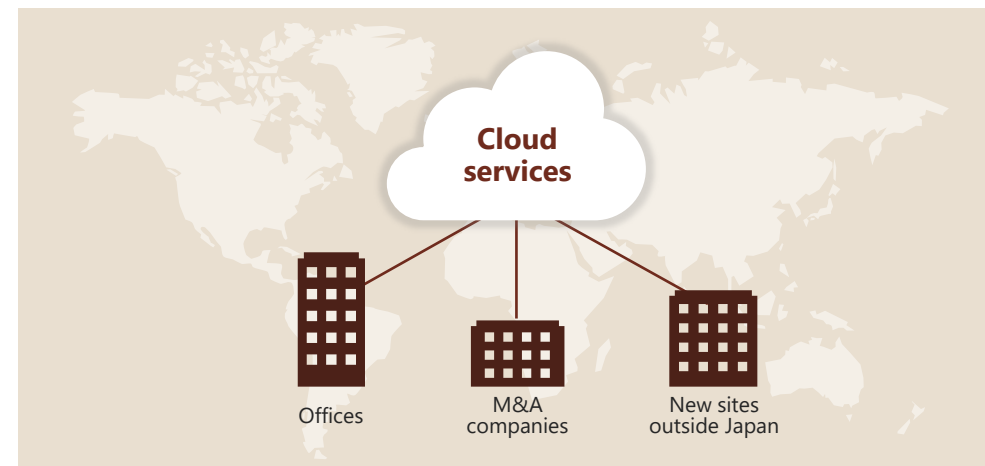 Cloud
services
Offices
M&A
companies
New sites
outside Japan